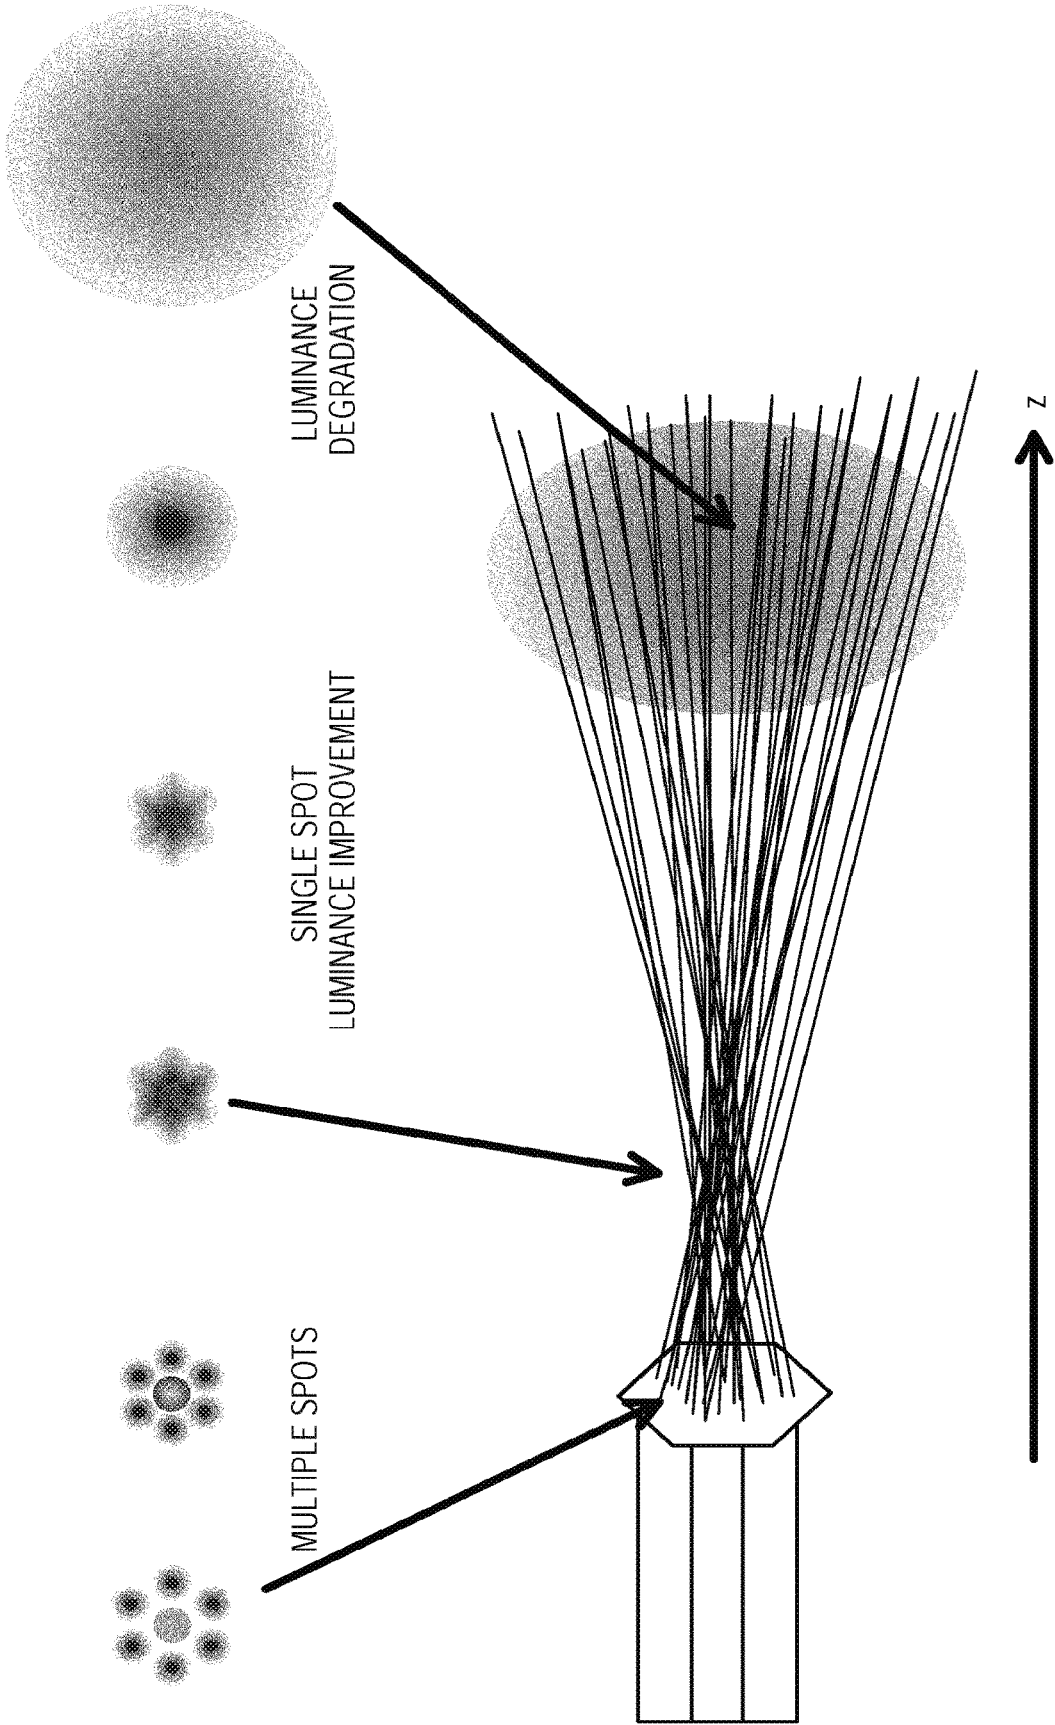 MULTIPLE SPOTS
SINGLE SPOT
LUMINANCE IMPROVEMENT
LUMINANCE
DEGRADATION
Z